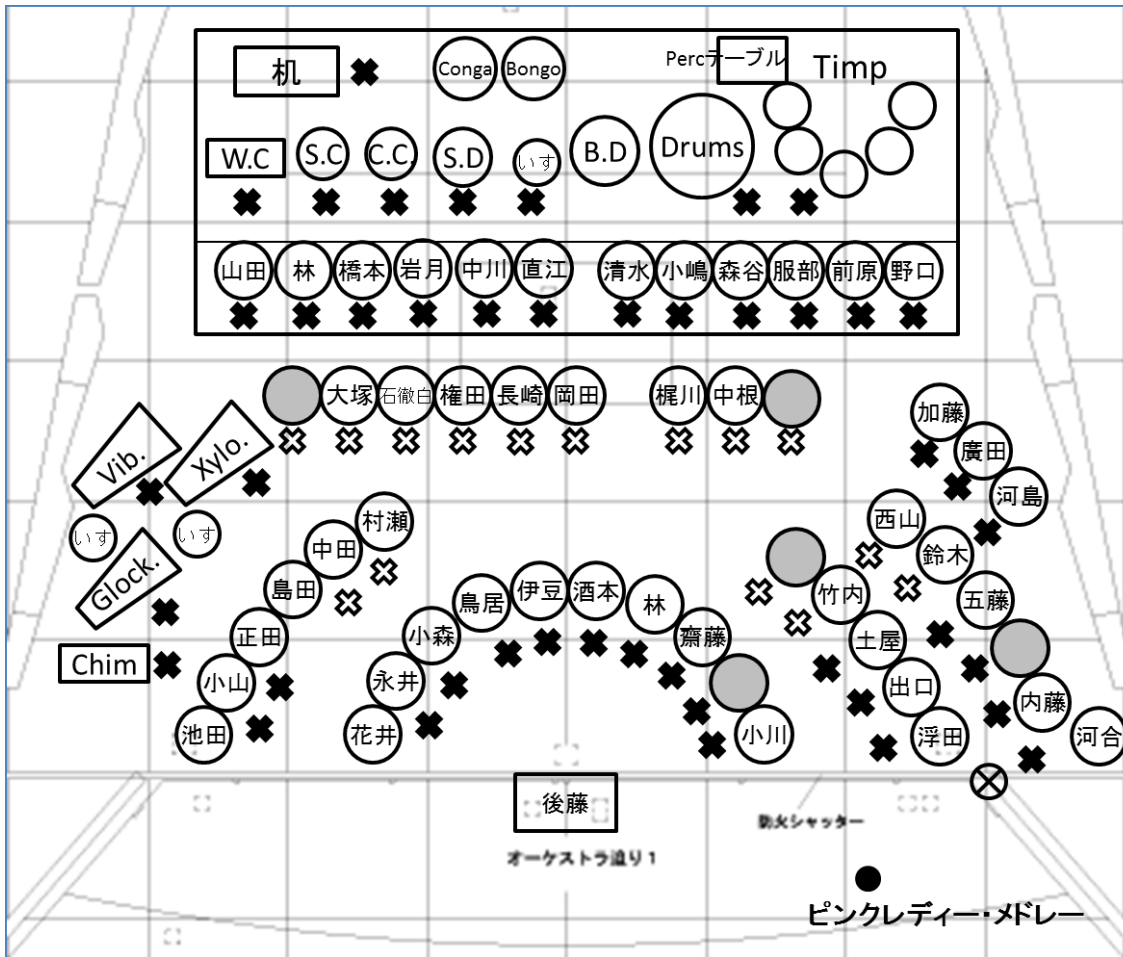 机
Conga
Bongo
Percテーブル
Timp
W.C
S.C
C.C.
S.D
いす
B.D
Drums
山田
林
橋本
岩月
中川
直江
清水
小嶋
森谷
服部
前原
野口
大塚
石徹白
権田
長崎
岡田
梶川
中根
加藤
廣田
河島
Vib.
Xylo.
いす
いす
Glock.
Chim
村瀬
中田
島田
正田
小山
池田
鳥居
伊豆
酒本
林
小森
齋藤
永井
花井
小川
西山
鈴木
竹内
五藤
土屋
出口
内藤
浮田
河合
後藤
防火シャッター
オーケストラ迫り1
ピンクレディー・メドレー